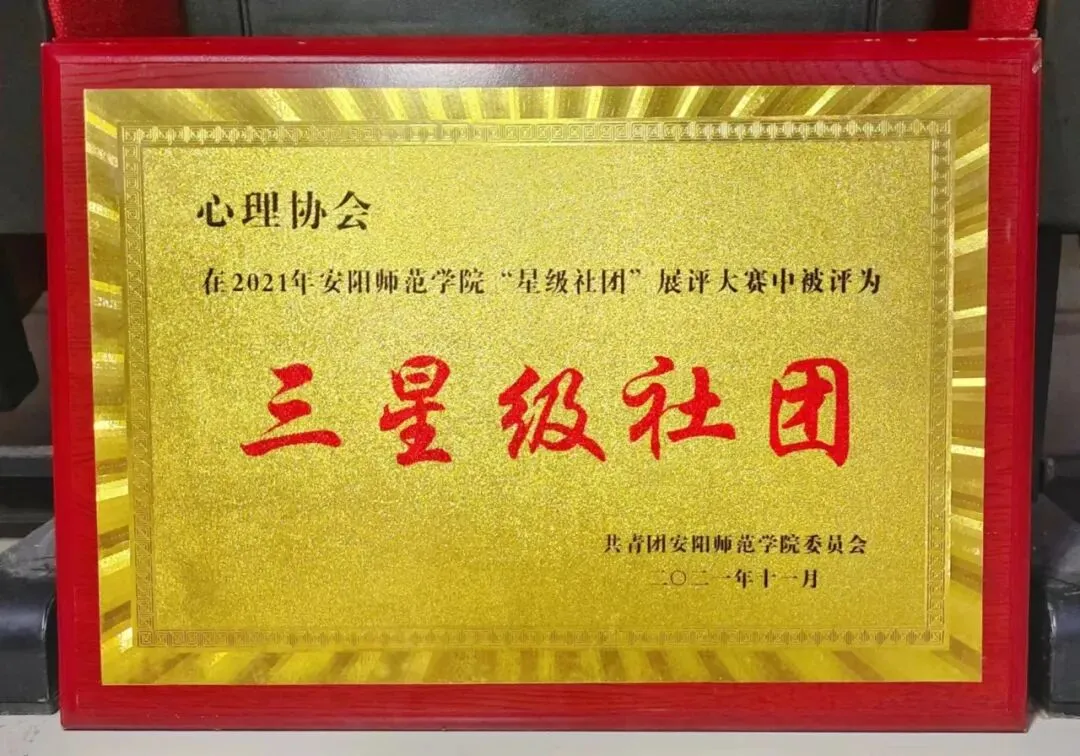 心理协会
在2021年安阳师范学院“星级社团”展评大赛中被评为
三星级社团
共青团安阳师范学院委员会
二〇二一年十一月